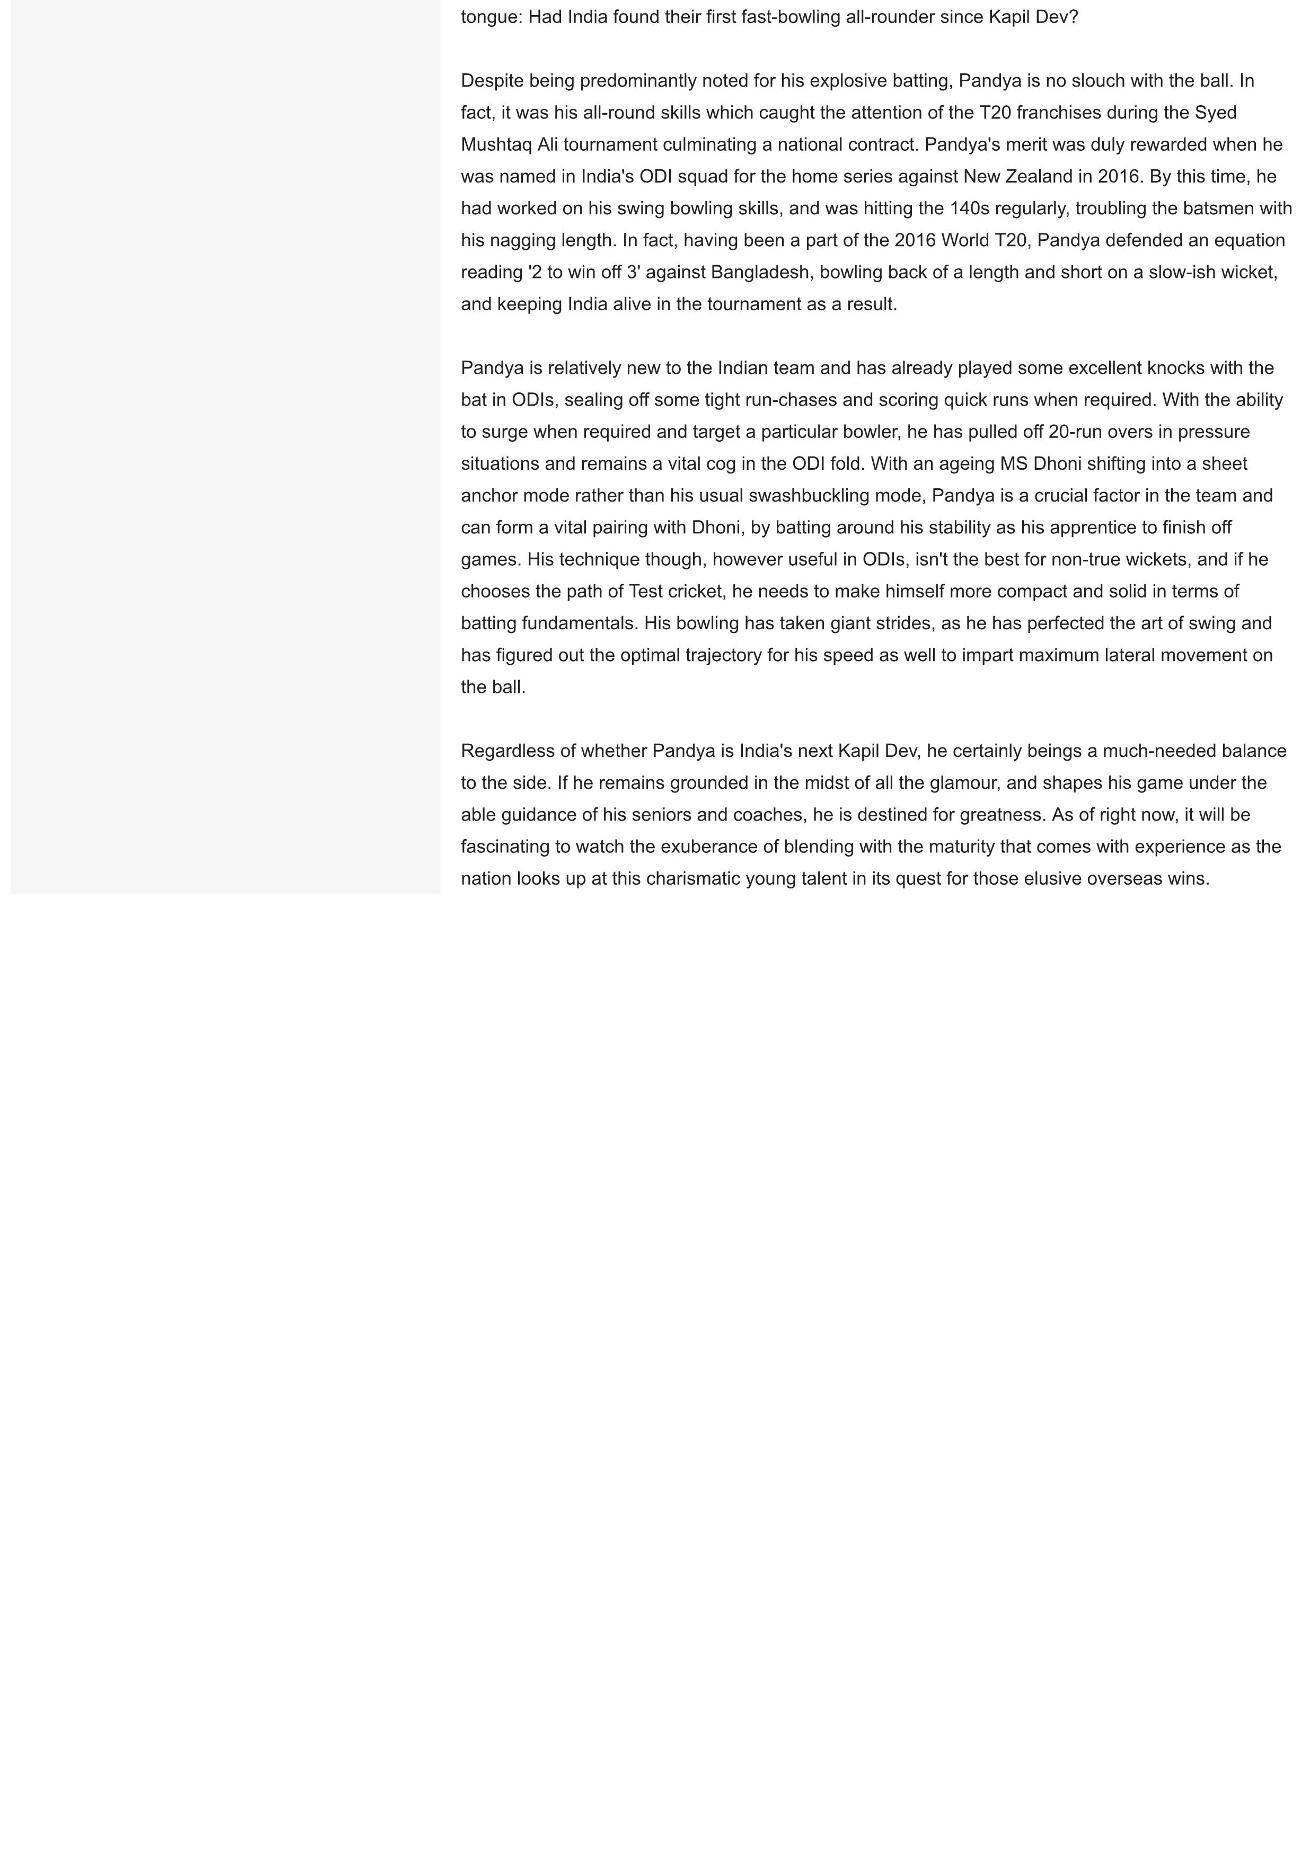 tongue: Had India found their first fast-bowling all-rounder since Kapil Dev?
Despite being predominantly noted for his explosive batting, Pandya is no slouch with the ball. In
fact, it was his all-round skills which caught the attention of the T20 franchises during the Syed
Mushtaq Ali tournament culminating a national contract. Pandya's merit was duly rewarded when he
was named in India's ODI squad for the home series against New Zealand in 2016. By this time, he
had worked on his swing bowling skills, and was hitting the 140s regularly, troubling the batsmen with
his nagging length. In fact, having been a part of the 2016 World T20, Pandya defended an equation
reading '2 to win off 3' against Bangladesh, bowling back of a length and short on a slow-ish wicket,
and keeping India alive in the tournament as a result.
Pandya is relatively new to the Indian team and has already played some excellent knocks with the
bat in ODIs, sealing off some tight run-chases and scoring quick runs when required. With the ability
to surge when required and target a particular bowler, he has pulled off 20-run overs in pressure
situations and remains a vital cog in the ODI fold. With an ageing MS Dhoni shifting into a sheet
anchor mode rather than his usual swashbuckling mode, Pandya is a crucial factor in the team and
can form a vital pairing with Dhoni, by batting around his stability as his apprentice to finish off
games. His technique though, however useful in ODIs, isn't the best for non-true wickets, and if he
chooses the path of Test cricket, he needs to make himself more compact and solid in terms of
batting fundamentals. His bowling has taken giant strides, as he has perfected the art of swing and
has figured out the optimal trajectory for his speed as well to impart maximum lateral movement on
the ball.
Regardless of whether Pandya is India's next Kapil Dev, he certainly beings a much-needed balance
to the side. If he remains grounded in the midst of all the glamour, and shapes his game under the
able guidance of his seniors and coaches, he is destined for greatness. As of right now, it will be
fascinating to watch the exuberance of blending with the maturity that comes with experience as the
nation looks up at this charismatic young talent in its quest for those elusive overseas wins.